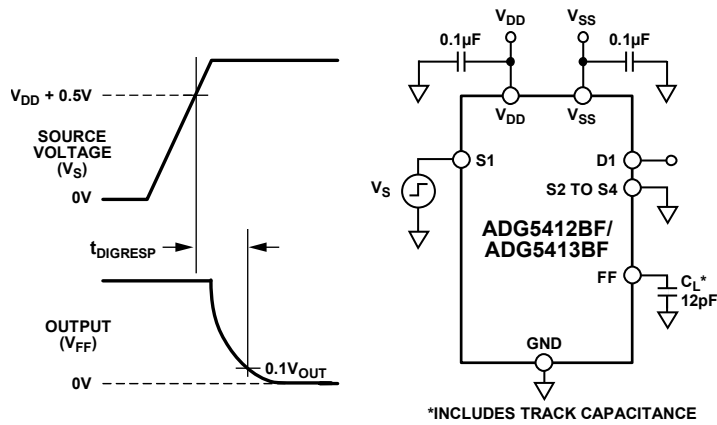 V_DD + 0.5V
SOURCE
VOLTAGE
(V_S)
0V
t_DIGRESP
OUTPUT
(V_FF)
0V
0.1V_OUT
V_DD
V_SS
0.1µF
0.1µF
V_DD
V_SS
S1
D1
V_S
S2 TO S4
ADG5412BF/
ADG5413BF
FF
C_L*
12pF
GND
*INCLUDES TRACK CAPACITANCE